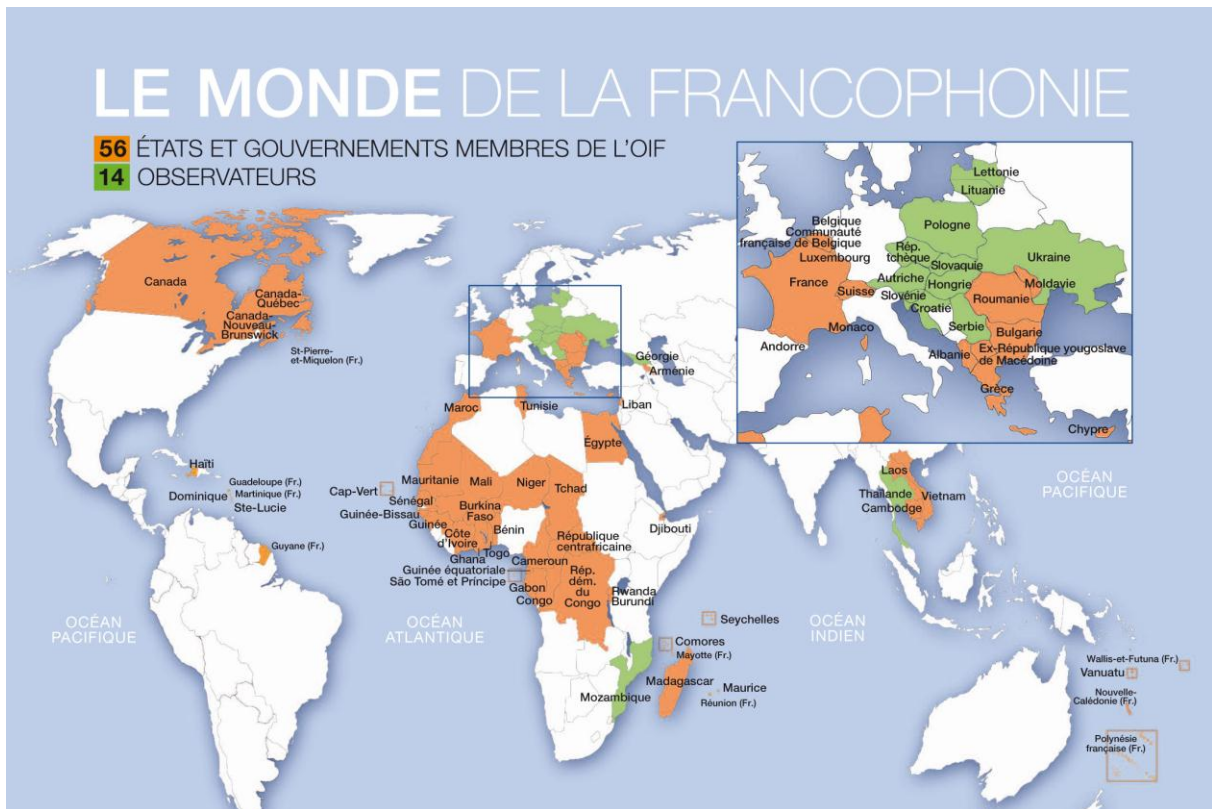 LE MONDE DE LA FRANCOPHONIE
56 ÉTATS ET GOUVERNEMENTS MEMBRES DE L'OIF
14 OBSERVATEURS
Lettonie
Lituanie
Pologne
Belgique
Communauté
française de Belgique
Luxembourg
Rép.
tchèque
Slovaquie
Ukraine
France
Suisse
Autriche
Hongrie
Moldavie
Slovénie
Croatie
Roumanie
Serbie
Monaco
Bulgarie
Andorre
Albanie
Ex-République yougoslave
de Macédoine
Grèce
Chypre
Canada
Canada-
Québec
Canada-
Nouveau-
Brunswick
St-Pierre-
et-Miquelon (Fr.)
Géorgie
Arménie
Maroc
Tunisie
Liban
Égypte
Haïti
Guadeloupe (Fr.)
Martinique (Fr.)
Dominique
Ste-Lucie
Guyane (Fr.)
Cap-Vert
Mauritanie
Mali
Niger
Tchad
Sénégal
Guinée-Bissau
Guinée
Burkina
Faso
Bénin
Côte
d'Ivoire
Togo
Ghana
République
centrafricaine
Djibouti
Cameroun
Guinée équatoriale
São Tomé et Príncipe
Gabon
Congo
Rép.
dém.
du
Congo
Rwanda
Burundi
Seychelles
Comores
Mayotte (Fr.)
Madagascar
Maurice
Réunion (Fr.)
Mozambique
Laos
Thaïlande
Vietnam
Cambodge
OCÉAN
PACIFIQUE
OCÉAN
PACIFIQUE
OCÉAN
ATLANTIQUE
OCÉAN
INDIEN
Wallis-et-Futuna (Fr.)
Vanuatu
Nouvelle-
Calédonie (Fr.)
Polynésie
française (Fr.)